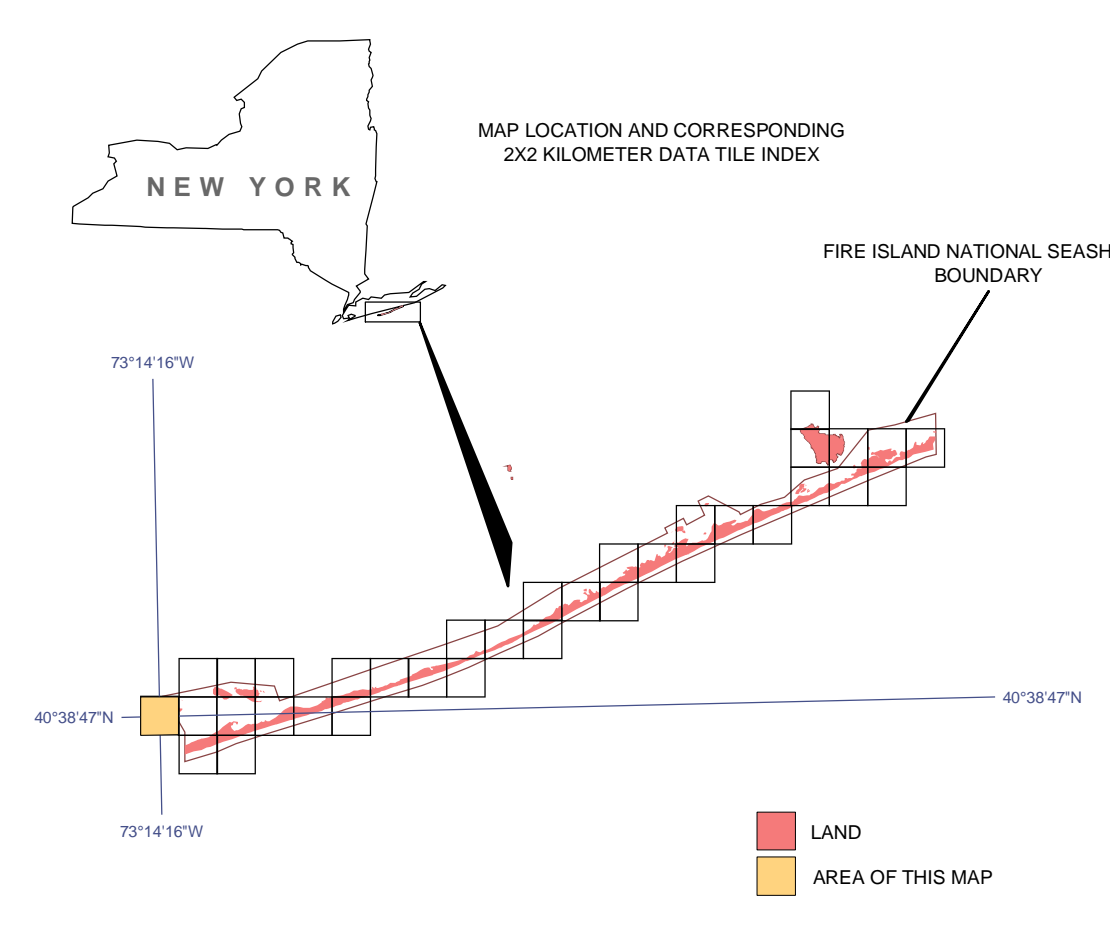 MAP LOCATION AND CORRESPONDING
2X2 KILOMETER DATA TILE INDEX
NEW YORK
FIRE ISLAND NATIONAL SEASH
BOUNDARY
73°14'16"W
40°38'47"N
40°38'47"N
73°14'16"W
LAND
AREA OF THIS MAP